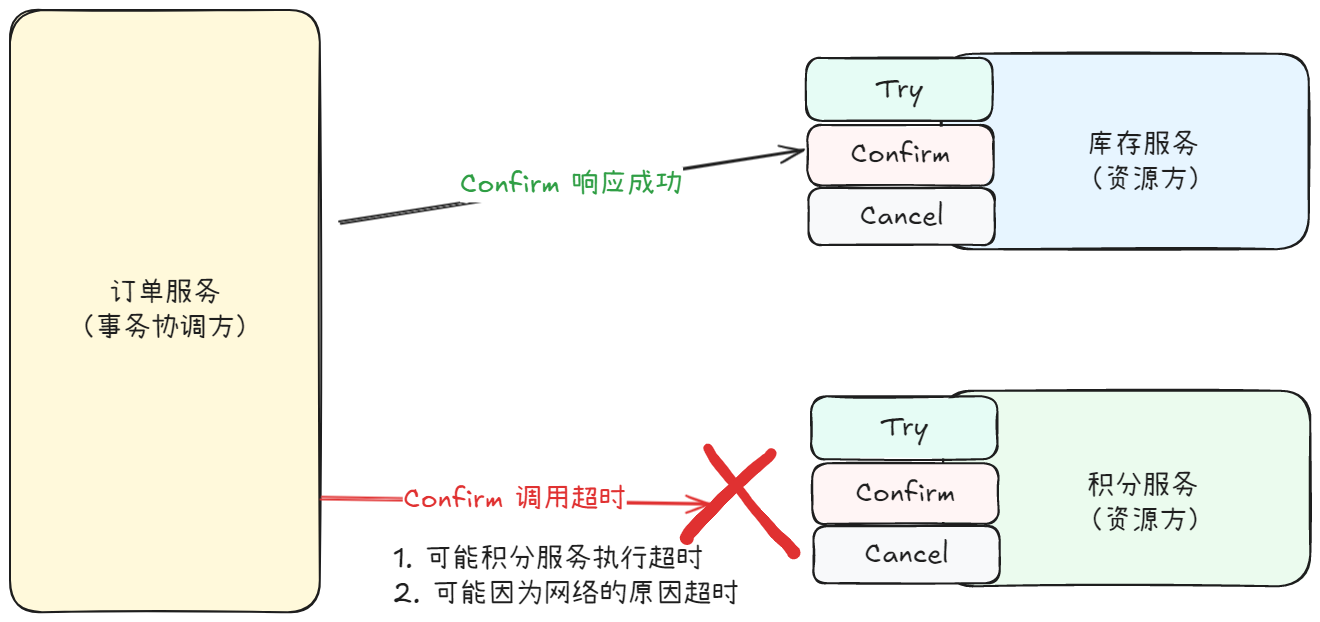 订单服务
（事务协调方）
Confirm 响应成功
Try
Confirm
Cancel
库存服务
（资源方）
Confirm 调用超时
1. 可能积分服务执行超时
2. 可能因为网络的原因超时
Try
Confirm
Cancel
积分服务
（资源方）